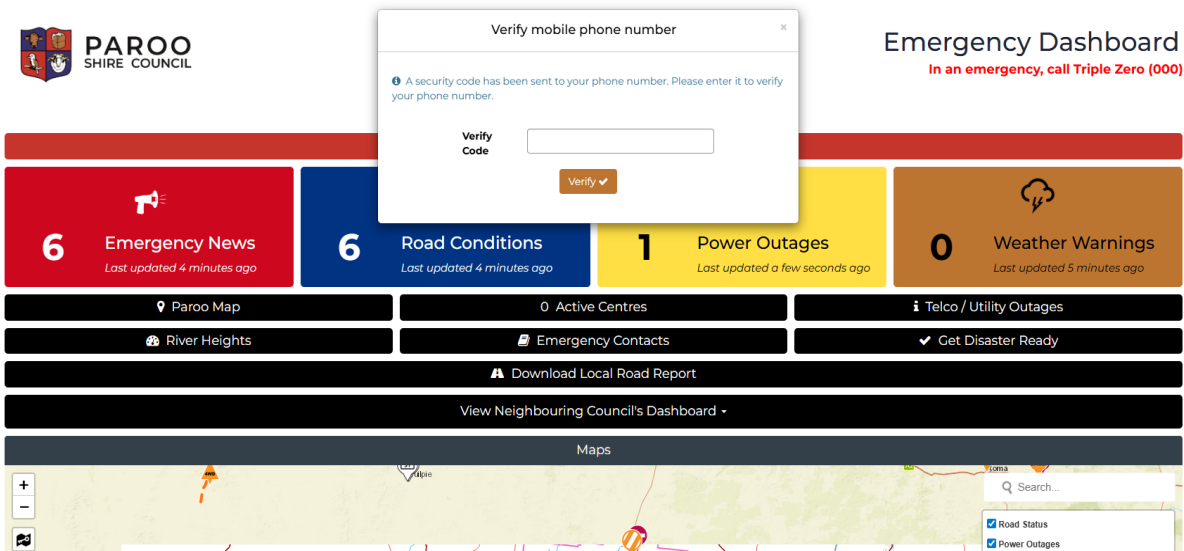 PAROO
SHIRE COUNCIL
Verify mobile phone number
×
Emergency Dashboard
In an emergency, call Triple Zero (000)
A security code has been sent to your phone number. Please enter it to verify
your phone number.
Verify
Code
Verify
6
Emergency News
Last updated 4 minutes ago
6
Road Conditions
Last updated 4 minutes ago
1
Power Outages
Last updated a few seconds ago
0
Weather Warnings
Last updated 5 minutes ago
Paroo Map
0 Active Centres
Telco / Utility Outages
River Heights
Emergency Contacts
Get Disaster Ready
Download Local Road Report
View Neighbouring Council's Dashboard
Maps
+
−
4WD
Search...
Road Status
Power Outages